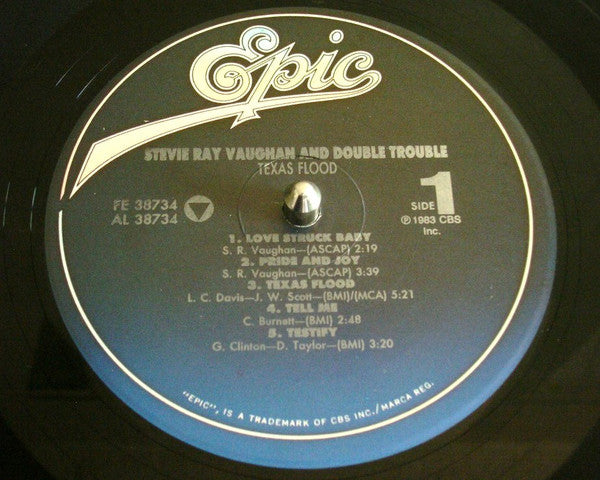 Epic
STEVIE RAY VAUGHAN AND DOUBLE TROUBLE
TEXAS FLOOD
FE 38734
AL 38734
SIDE 1
℗ 1983 CBS
Inc.
1. LOVE STRUCK BABY
S. R. Vaughan—(ASCAP) 2:19
2. PRIDE AND JOY
S. R. Vaughan—(ASCAP) 3:39
3. TEXAS FLOOD
L. C. Davis—J. W. Scott—(BMI)/(MCA) 5:21
4. TELL ME
C. Burnett—(BMI) 2:48
5. TESTIFY
G. Clinton—D. Taylor—(BMI) 3:20
"EPIC", IS A TRADEMARK OF CBS INC./MARCA REG.